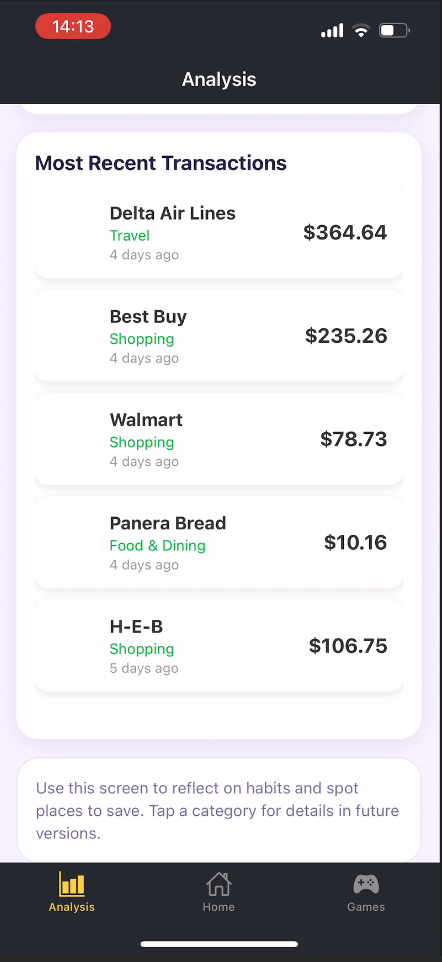 14:13
Analysis
Most Recent Transactions
Delta Air Lines
Travel
4 days ago
$364.64
Best Buy
Shopping
4 days ago
$235.26
Walmart
Shopping
4 days ago
$78.73
Panera Bread
Food & Dining
4 days ago
$10.16
H-E-B
Shopping
5 days ago
$106.75
Use this screen to reflect on habits and spot
places to save. Tap a category for details in future
versions.
Analysis
Home
Games